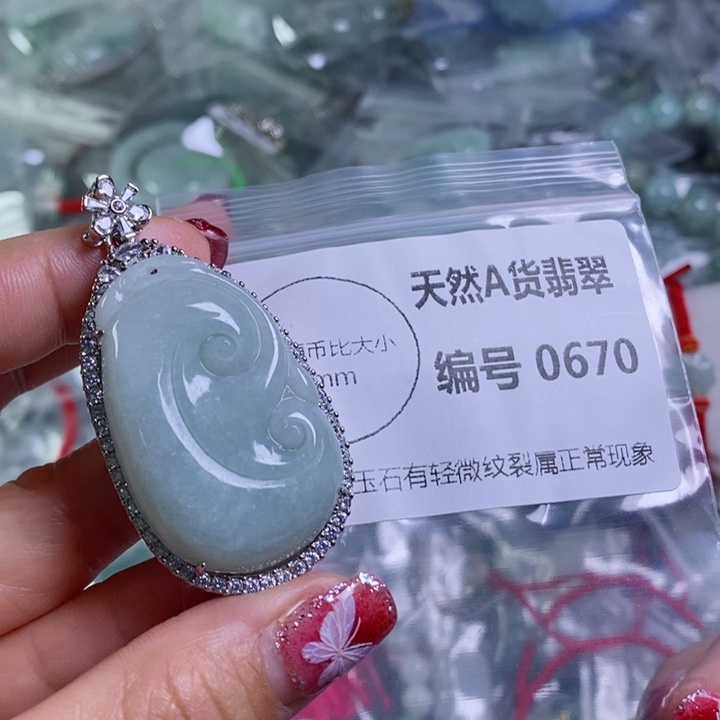 天然A货翡翠
币比大小
mm
编号 0670
玉石有轻微纹裂属正常现象